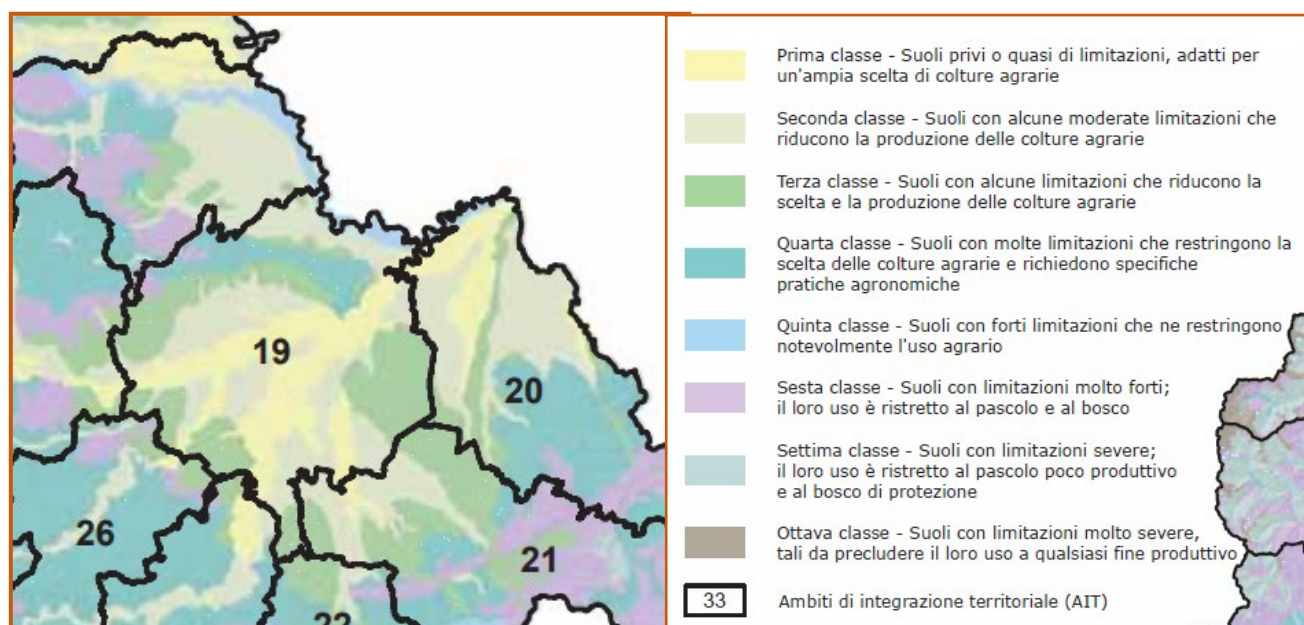 19
20
26
21
22
Prima classe - Suoli privi o quasi di limitazioni, adatti per
un'ampia scelta di colture agrarie
Seconda classe - Suoli con alcune moderate limitazioni che
riducono la produzione delle colture agrarie
Terza classe - Suoli con alcune limitazioni che riducono la
scelta e la produzione delle colture agrarie
Quarta classe - Suoli con molte limitazioni che restringono la
scelta delle colture agrarie e richiedono specifiche
pratiche agronomiche
Quinta classe - Suoli con forti limitazioni che ne restringono
notevolmente l'uso agrario
Sesta classe - Suoli con limitazioni molto forti;
il loro uso è ristretto al pascolo e al bosco
Settima classe - Suoli con limitazioni severe;
il loro uso è ristretto al pascolo poco produttivo
e al bosco di protezione
Ottava classe - Suoli con limitazioni molto severe,
tali da precludere il loro uso a qualsiasi fine produttivo
33 Ambiti di integrazione territoriale (AIT)